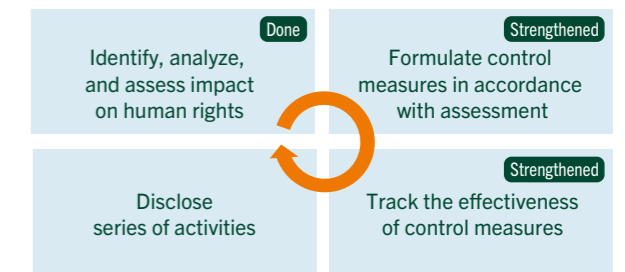 Done
Identify, analyze,
and assess impact
on human rights
Strengthened
Formulate control
measures in accordance
with assessment
Disclose
series of activities
Strengthened
Track the effectiveness
of control measures